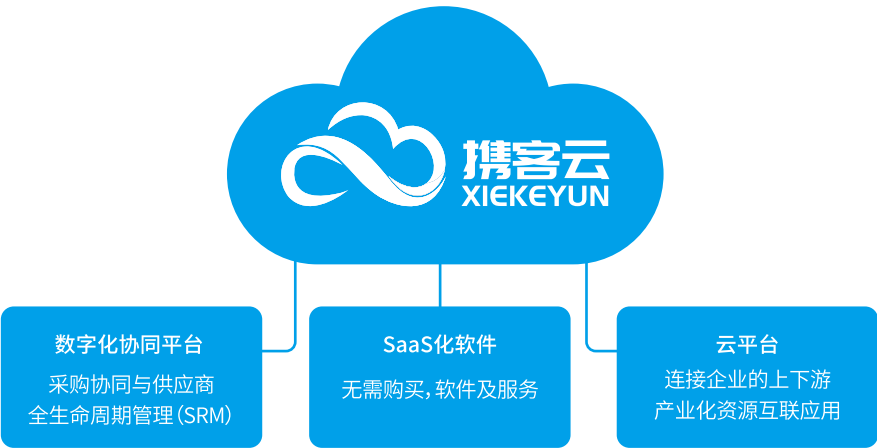 携客云
XIEKEYUN
数字化协同平台
采购协同与供应商
全生命周期管理(SRM)
SaaS化软件
无需购买,软件及服务
云平台
连接企业的上下游
产业化资源互联应用